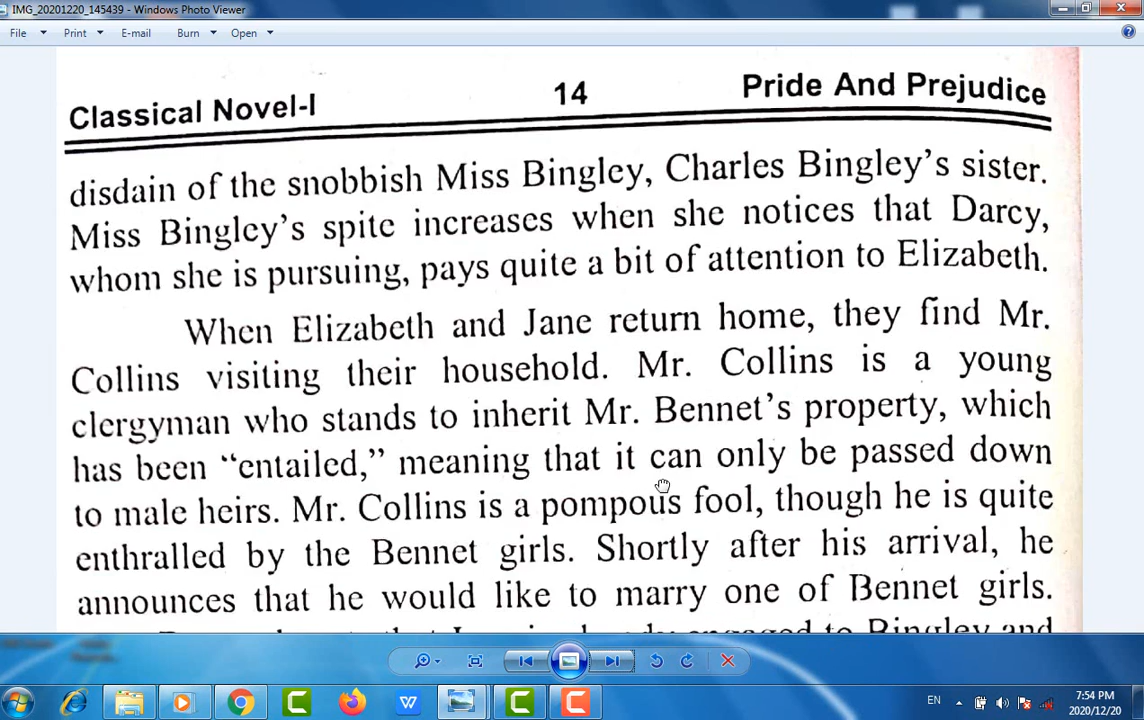 IMG_20201220_145439 - Windows Photo Viewer
File Print E-mail Burn Open
Classical Novel-I 14 Pride And Prejudice
disdain of the snobbish Miss Bingley, Charles Bingley's sister.
Miss Bingley's spite increases when she notices that Darcy,
whom she is pursuing, pays quite a bit of attention to Elizabeth.
When Elizabeth and Jane return home, they find Mr.
Collins visiting their household. Mr. Collins is a young
clergyman who stands to inherit Mr. Bennet's property, which
has been “entailed,” meaning that it can only be passed down
to male heirs. Mr. Collins is a pompous fool, though he is quite
enthralled by the Bennet girls. Shortly after his arrival, he
announces that he would like to marry one of Bennet girls.
that engaged to Bingley and
EN 7:54 PM
2020/12/20